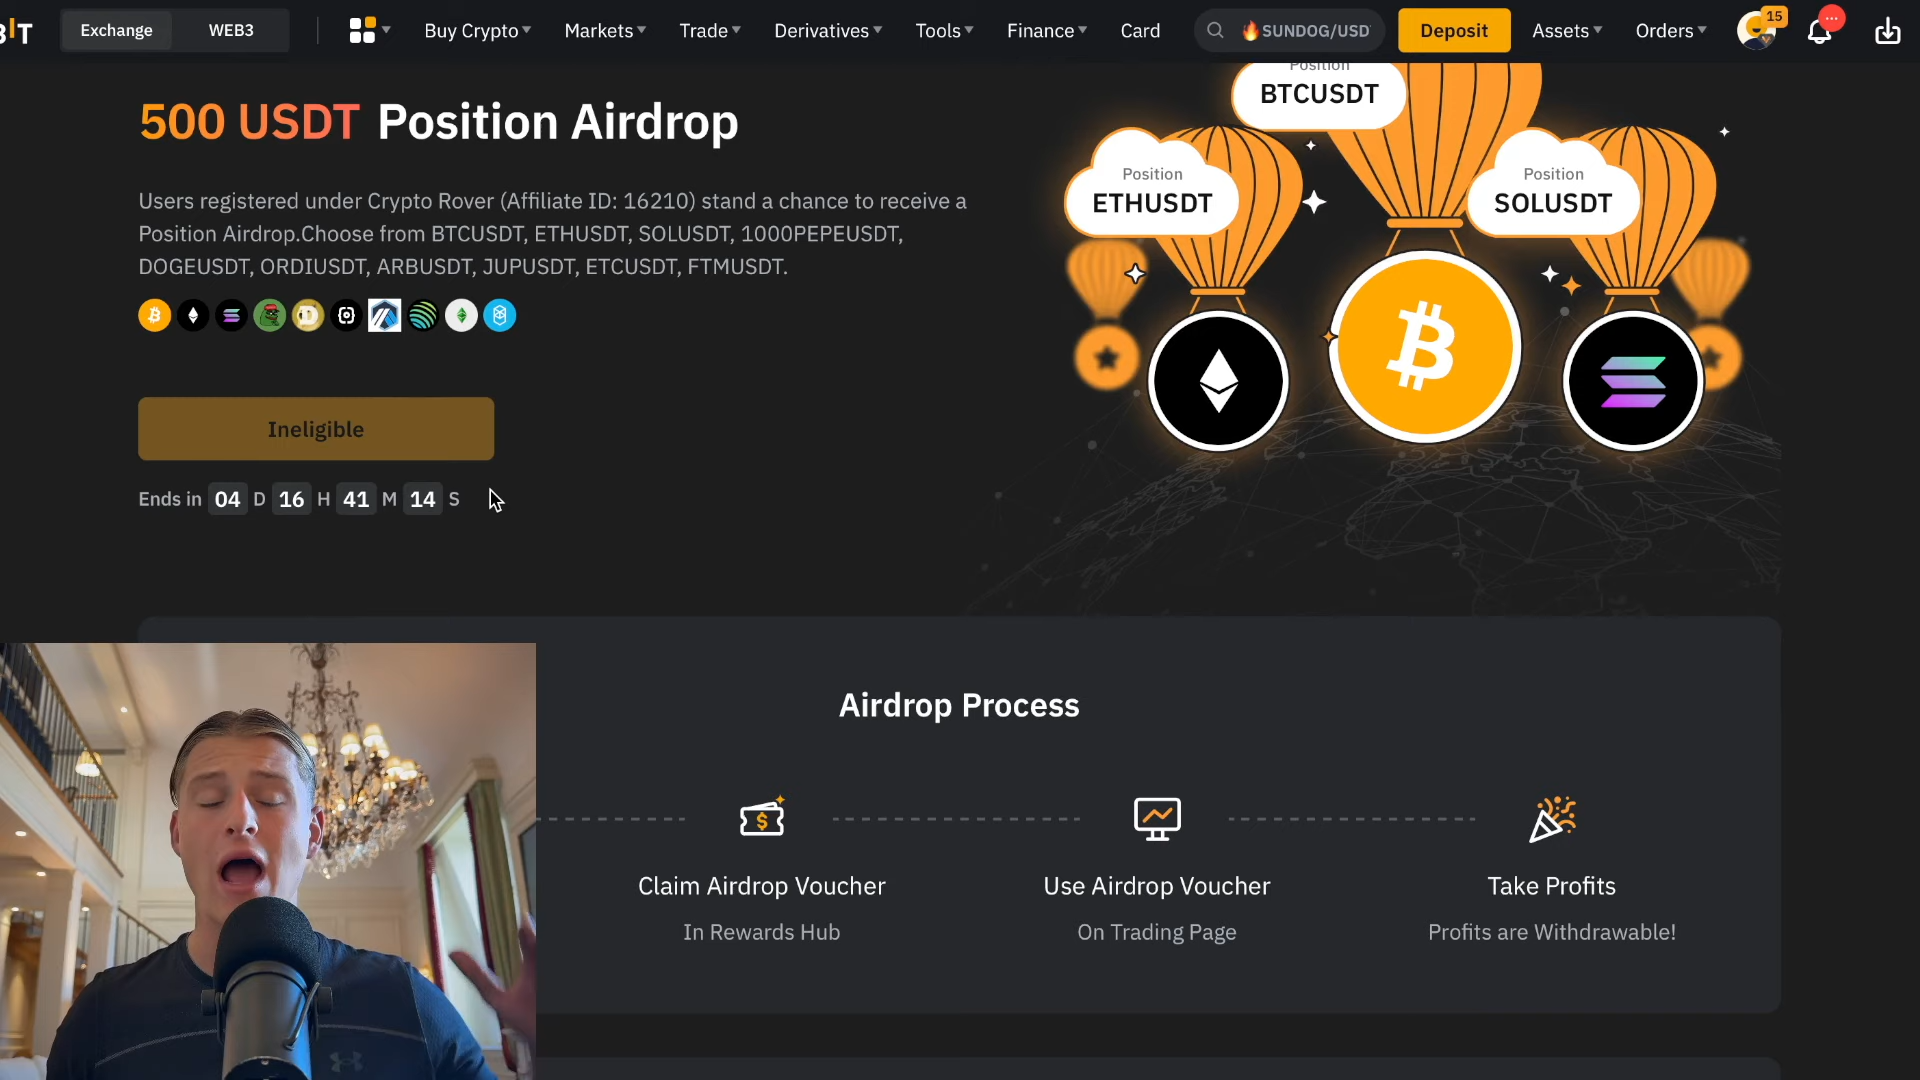 BIT
Exchange
WEB3
Buy Crypto
Markets
Trade
Derivatives
Tools
Finance
Card
🔥SUNDOG/USD
Deposit
Assets
15
Orders
500 USDT Position Airdrop
Users registered under Crypto Rover (Affiliate ID: 16210) stand a chance to receive a
Position Airdrop.Choose from BTCUSDT, ETHUSDT, SOLUSDT, 1000PEPEUSDT,
DOGEUSDT, ORDIUSDT, ARBUSDT, JUPUSDT, ETCUSDT, FTMUSDT.
Position
BTCUSDT
Position
ETHUSDT
Position
SOLUSDT
Ineligible
Ends in 04 D 16 H 41 M 14 S
Airdrop Process
Claim Airdrop Voucher
In Rewards Hub
Use Airdrop Voucher
On Trading Page
Take Profits
Profits are Withdrawable!